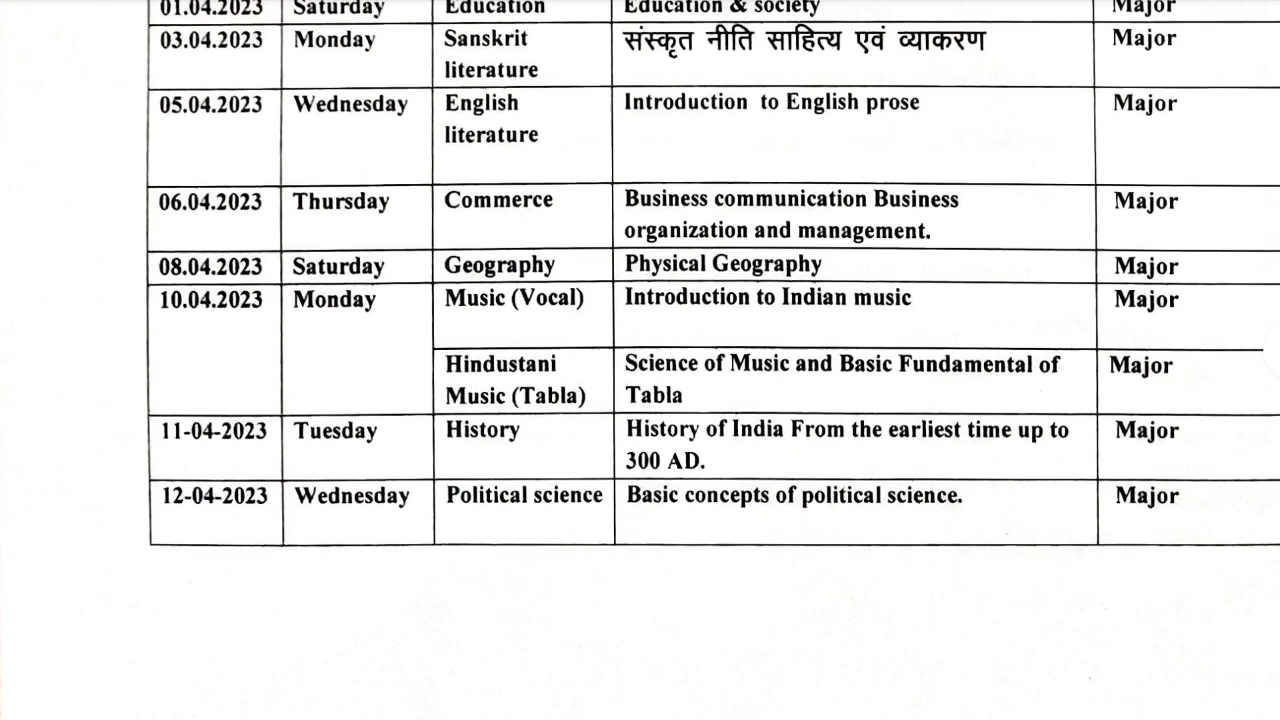 01.04.2023 Saturday Education Education & society Major
03.04.2023 Monday Sanskrit संस्कृत नीति साहित्य एवं व्याकरण Major
literature
05.04.2023 Wednesday English Introduction to English prose Major
literature
06.04.2023 Thursday Commerce Business communication Business Major
organization and management.
08.04.2023 Saturday Geography Physical Geography Major
10.04.2023 Monday Music (Vocal) Introduction to Indian music Major
Hindustani Science of Music and Basic Fundamental of Major
Music (Tabla) Tabla
11-04-2023 Tuesday History History of India From the earliest time up to Major
300 AD.
12-04-2023 Wednesday Political science Basic concepts of political science. Major